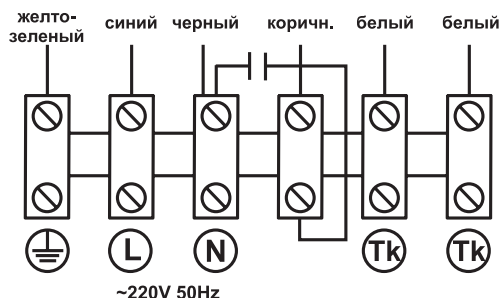 желто-
зеленый
синий
черный
коричн.
белый
белый
L
N
Tk
Tk
~220V 50Hz